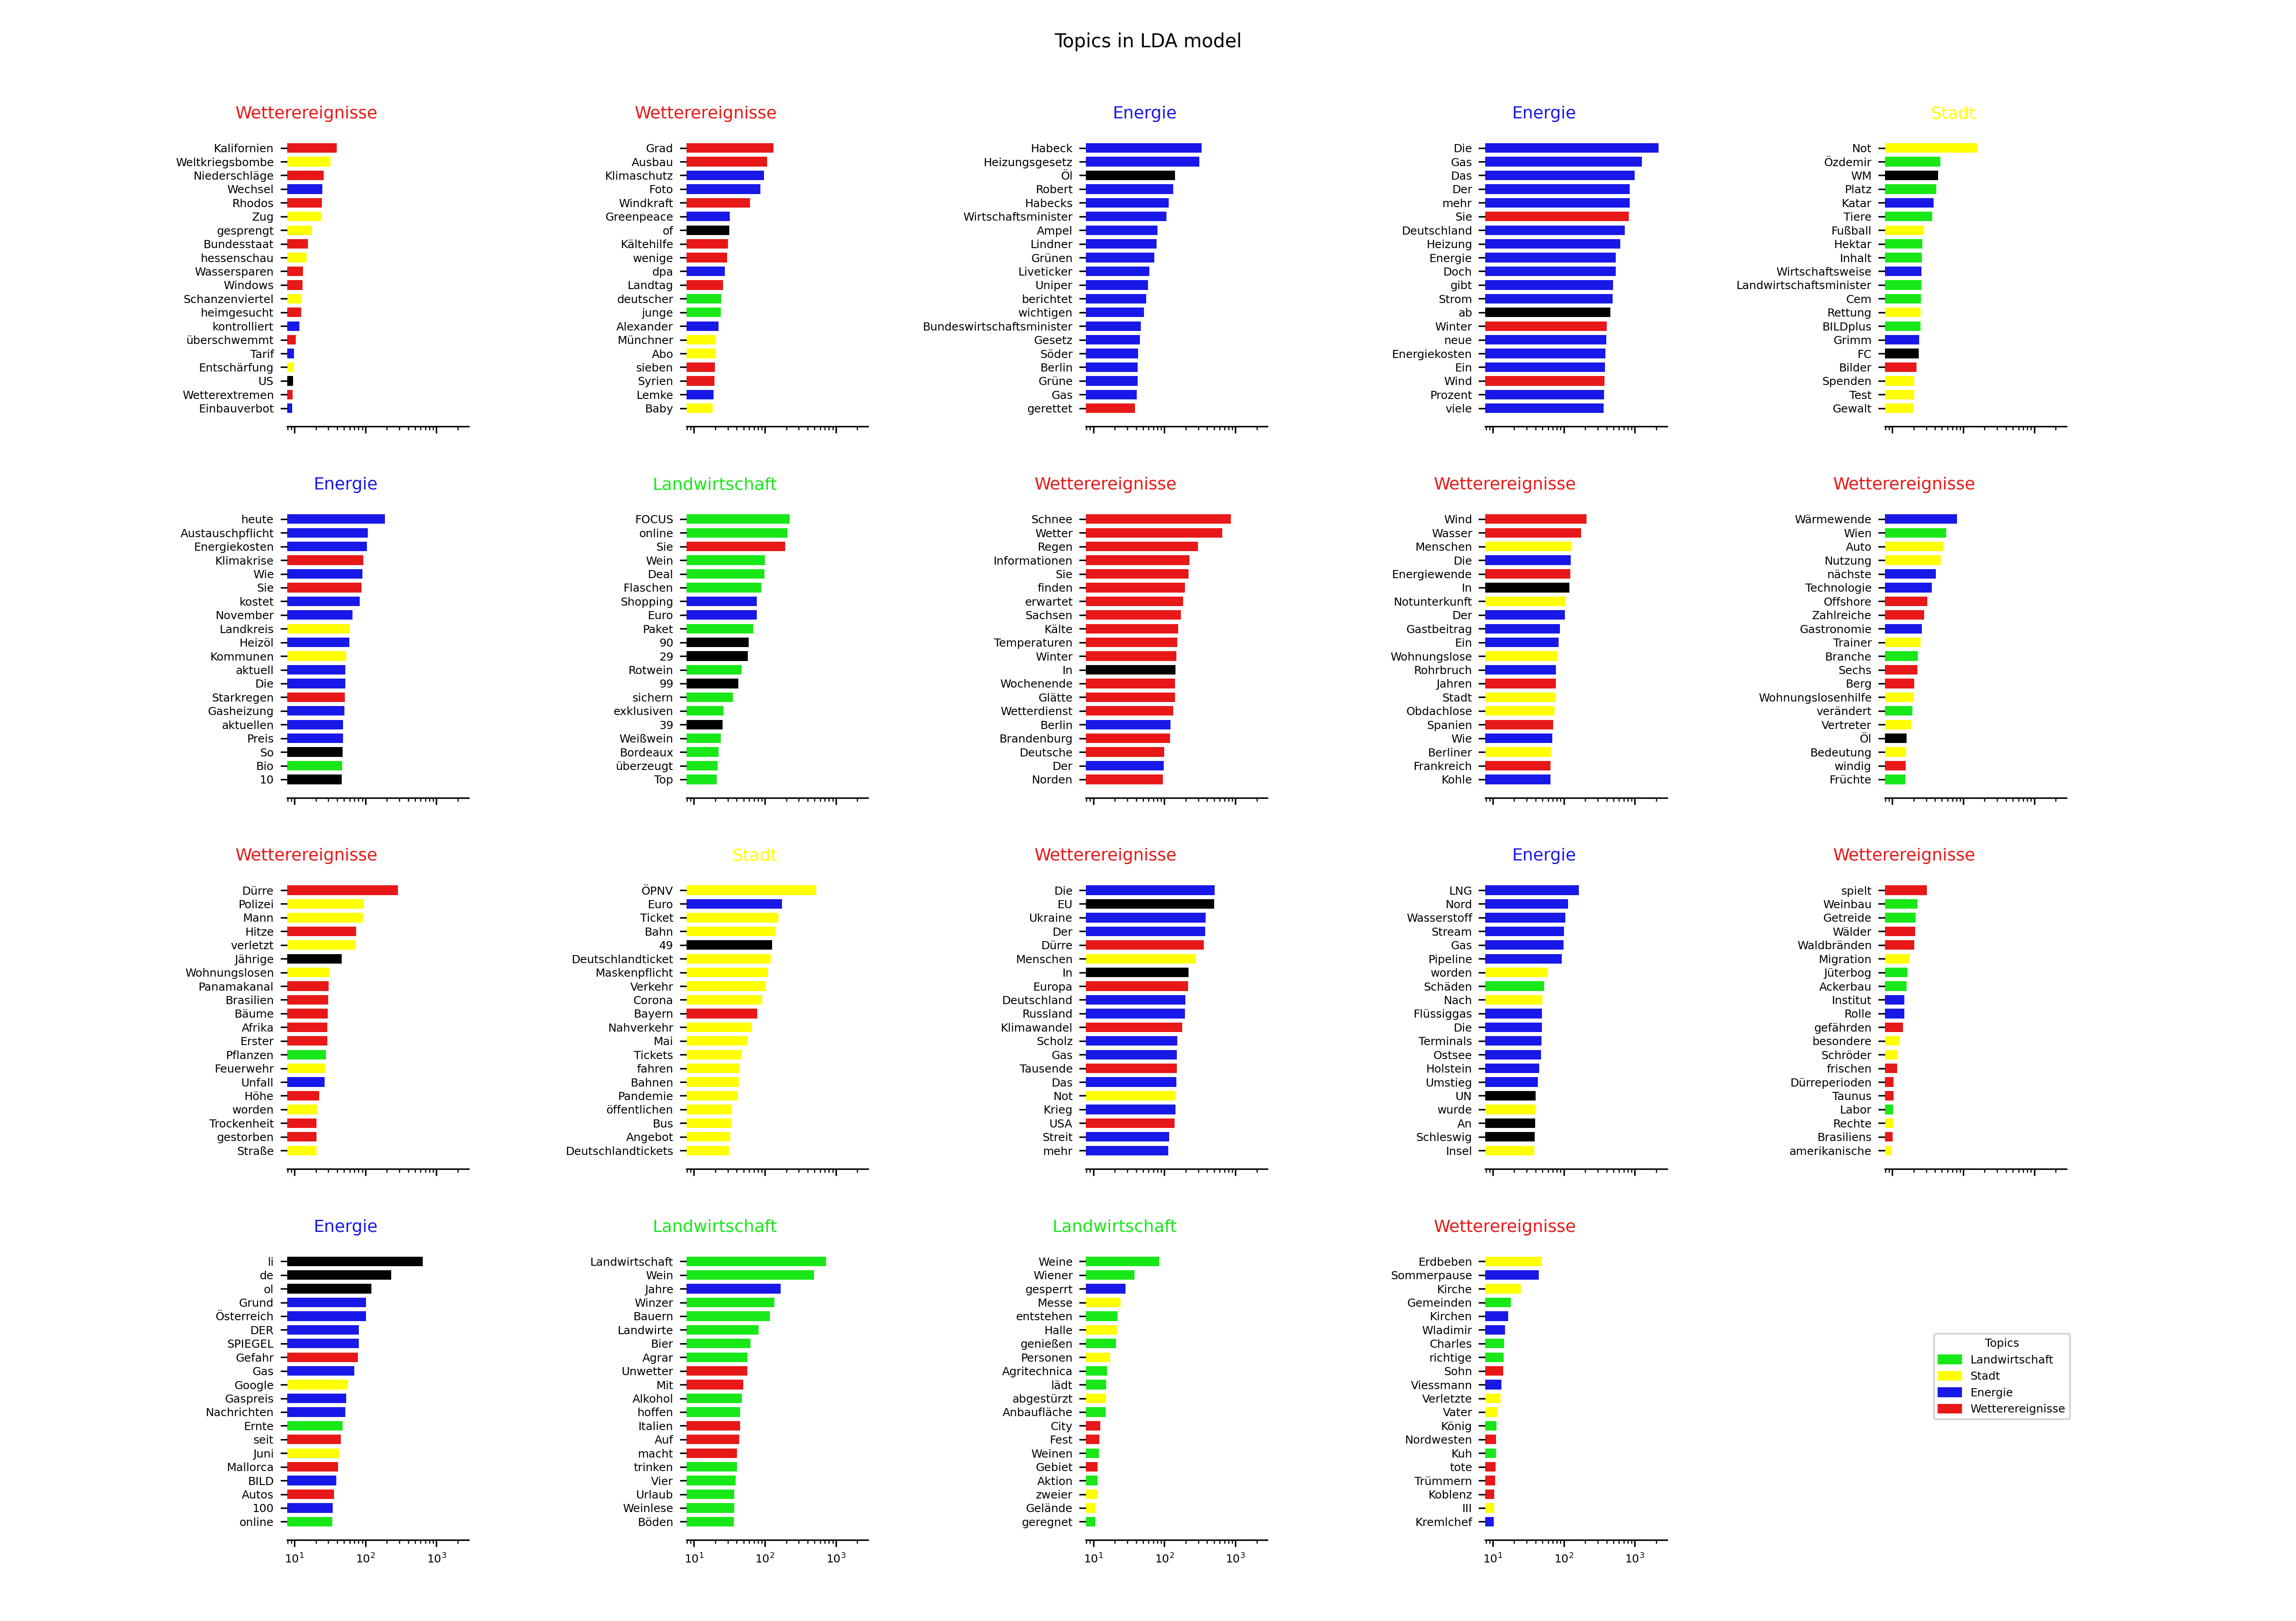 Topics in LDA model
Wetterereignisse
Kalifornien
Weltkriegsbombe
Niederschläge
Wechsel
Rhodos
Zug
gesprengt
Bundesstaat
hessenschau
Wassersparen
Windows
Schanzenviertel
heimgesucht
kontrolliert
überschwemmt
Tarif
Entschärfung
US
Wetterextremen
Einbauverbot
Wetterereignisse
Grad
Ausbau
Klimaschutz
Foto
Windkraft
Greenpeace
of
Kältehilfe
wenige
dpa
Landtag
deutscher
junge
Alexander
Münchner
Abo
sieben
Syrien
Lemke
Baby
Energie
Habeck
Heizungsgesetz
Öl
Robert
Habecks
Wirtschaftsminister
Ampel
Lindner
Grünen
Liveticker
Uniper
berichtet
wichtigen
Bundeswirtschaftsminister
Gesetz
Söder
Berlin
Grüne
Gas
gerettet
Energie
Die
Gas
Das
Der
mehr
Sie
Deutschland
Heizung
Energie
Doch
gibt
Strom
ab
Winter
neue
Energiekosten
Ein
Wind
Prozent
viele
Stadt
Not
Özdemir
WM
Platz
Katar
Tiere
Fußball
Hektar
Inhalt
Wirtschaftsweise
Landwirtschaftsminister
Cem
Rettung
BILDplus
Grimm
FC
Bilder
Spenden
Test
Gewalt
Energie
heute
Austauschpflicht
Energiekosten
Klimakrise
Wie
Sie
kostet
November
Landkreis
Heizöl
Kommunen
aktuell
Die
Starkregen
Gasheizung
aktuellen
Preis
So
Bio
10
Landwirtschaft
FOCUS
online
Sie
Wein
Deal
Flaschen
Shopping
Euro
Paket
90
29
Rotwein
99
sichern
exklusiven
39
Weißwein
Bordeaux
überzeugt
Top
Wetterereignisse
Schnee
Wetter
Regen
Informationen
Sie
finden
erwartet
Sachsen
Kälte
Temperaturen
Winter
In
Wochenende
Glätte
Wetterdienst
Berlin
Brandenburg
Deutsche
Der
Norden
Wetterereignisse
Wind
Wasser
Menschen
Die
Energiewende
In
Notunterkunft
Der
Gastbeitrag
Ein
Wohnungslose
Rohrbruch
Jahren
Stadt
Obdachlose
Spanien
Wie
Berliner
Frankreich
Kohle
Wetterereignisse
Wärmewende
Wien
Auto
Nutzung
nächste
Technologie
Offshore
Zahlreiche
Gastronomie
Trainer
Branche
Sechs
Berg
Wohnungslosenhilfe
verändert
Vertreter
Öl
Bedeutung
windig
Früchte
Wetterereignisse
Dürre
Polizei
Mann
Hitze
verletzt
Jährige
Wohnungslosen
Panamakanal
Brasilien
Bäume
Afrika
Erster
Pflanzen
Feuerwehr
Unfall
Höhe
worden
Trockenheit
gestorben
Straße
Stadt
ÖPNV
Euro
Ticket
Bahn
49
Deutschlandticket
Maskenpflicht
Verkehr
Corona
Bayern
Nahverkehr
Mai
Tickets
fahren
Bahnen
Pandemie
öffentlichen
Bus
Angebot
Deutschlandtickets
Wetterereignisse
Die
EU
Ukraine
Der
Dürre
Menschen
In
Europa
Deutschland
Russland
Klimawandel
Scholz
Gas
Tausende
Das
Not
Krieg
USA
Streit
mehr
Energie
LNG
Nord
Wasserstoff
Stream
Gas
Pipeline
worden
Schäden
Nach
Flüssiggas
Die
Terminals
Ostsee
Holstein
Umstieg
UN
wurde
An
Schleswig
Insel
Wetterereignisse
spielt
Weinbau
Getreide
Wälder
Waldbränden
Migration
Jüterbog
Ackerbau
Institut
Rolle
gefährden
besondere
Schröder
frischen
Dürreperioden
Taunus
Labor
Rechte
Brasiliens
amerikanische
Energie
li
de
ol
Grund
Österreich
DER
SPIEGEL
Gefahr
Gas
Google
Gaspreis
Nachrichten
Ernte
seit
Juni
Mallorca
BILD
Autos
100
online
10¹ 10² 10³
Landwirtschaft
Landwirtschaft
Wein
Jahre
Winzer
Bauern
Landwirte
Bier
Agrar
Unwetter
Mit
Alkohol
hoffen
Italien
Auf
macht
trinken
Vier
Urlaub
Weinlese
Böden
10¹ 10² 10³
Landwirtschaft
Weine
Wiener
gesperrt
Messe
entstehen
Halle
genießen
Personen
Agritechnica
lädt
abgestürzt
Anbaufläche
City
Fest
Weinen
Gebiet
Aktion
zweier
Gelände
geregnet
10¹ 10² 10³
Wetterereignisse
Erdbeben
Sommerpause
Kirche
Gemeinden
Kirchen
Wladimir
Charles
richtige
Sohn
Viessmann
Verletzte
Vater
König
Nordwesten
Kuh
tote
Trümmern
Koblenz
III
Kremlchef
10¹ 10² 10³
Topics
Landwirtschaft
Stadt
Energie
Wetterereignisse